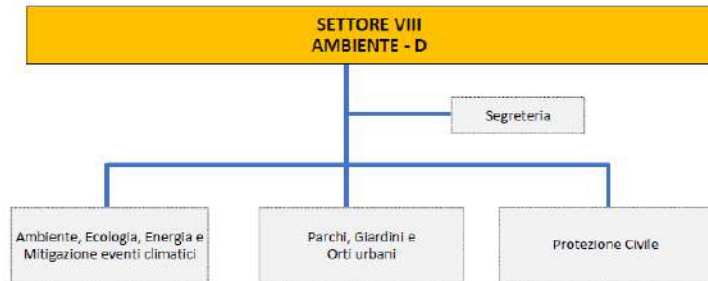 SETTORE VIII
AMBIENTE - D
Segreteria
Ambiente, Ecologia, Energia e
Mitigazione eventi climatici
Parchi, Giardini e
Orti urbani
Protezione Civile